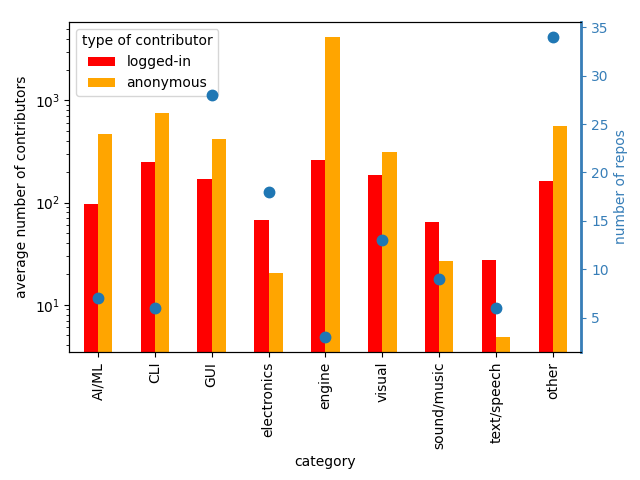 type of contributor
logged-in
anonymous
average number of contributors
10³
10²
10¹
35
30
25
20
15
10
5
number of repos
AI/ML
CLI
GUI
electronics
engine
visual
sound/music
text/speech
other
category